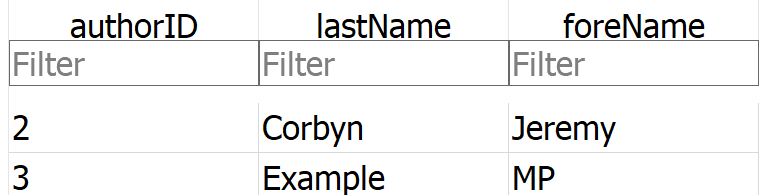 authorID lastName foreName
Filter Filter Filter
2 Corbyn Jeremy
3 Example MP